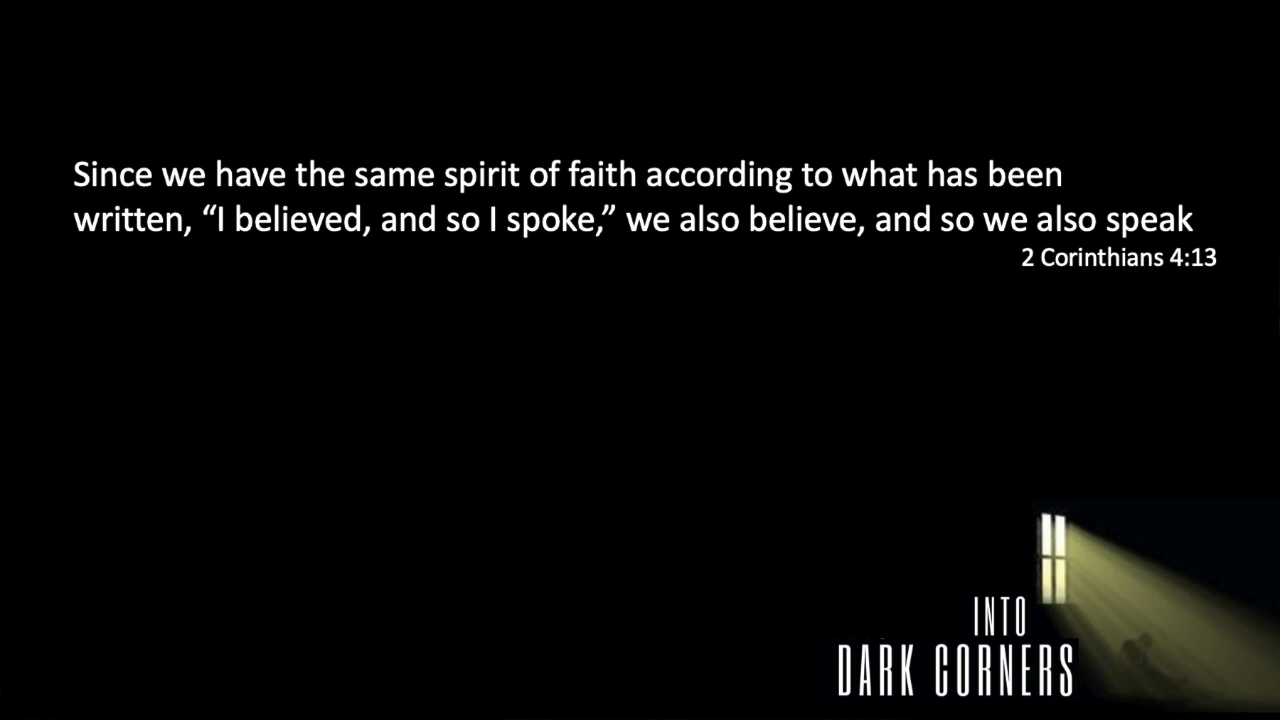 Since we have the same spirit of faith according to what has been
written, “I believed, and so I spoke,” we also believe, and so we also speak
2 Corinthians 4:13
INTO
DARK CORNERS